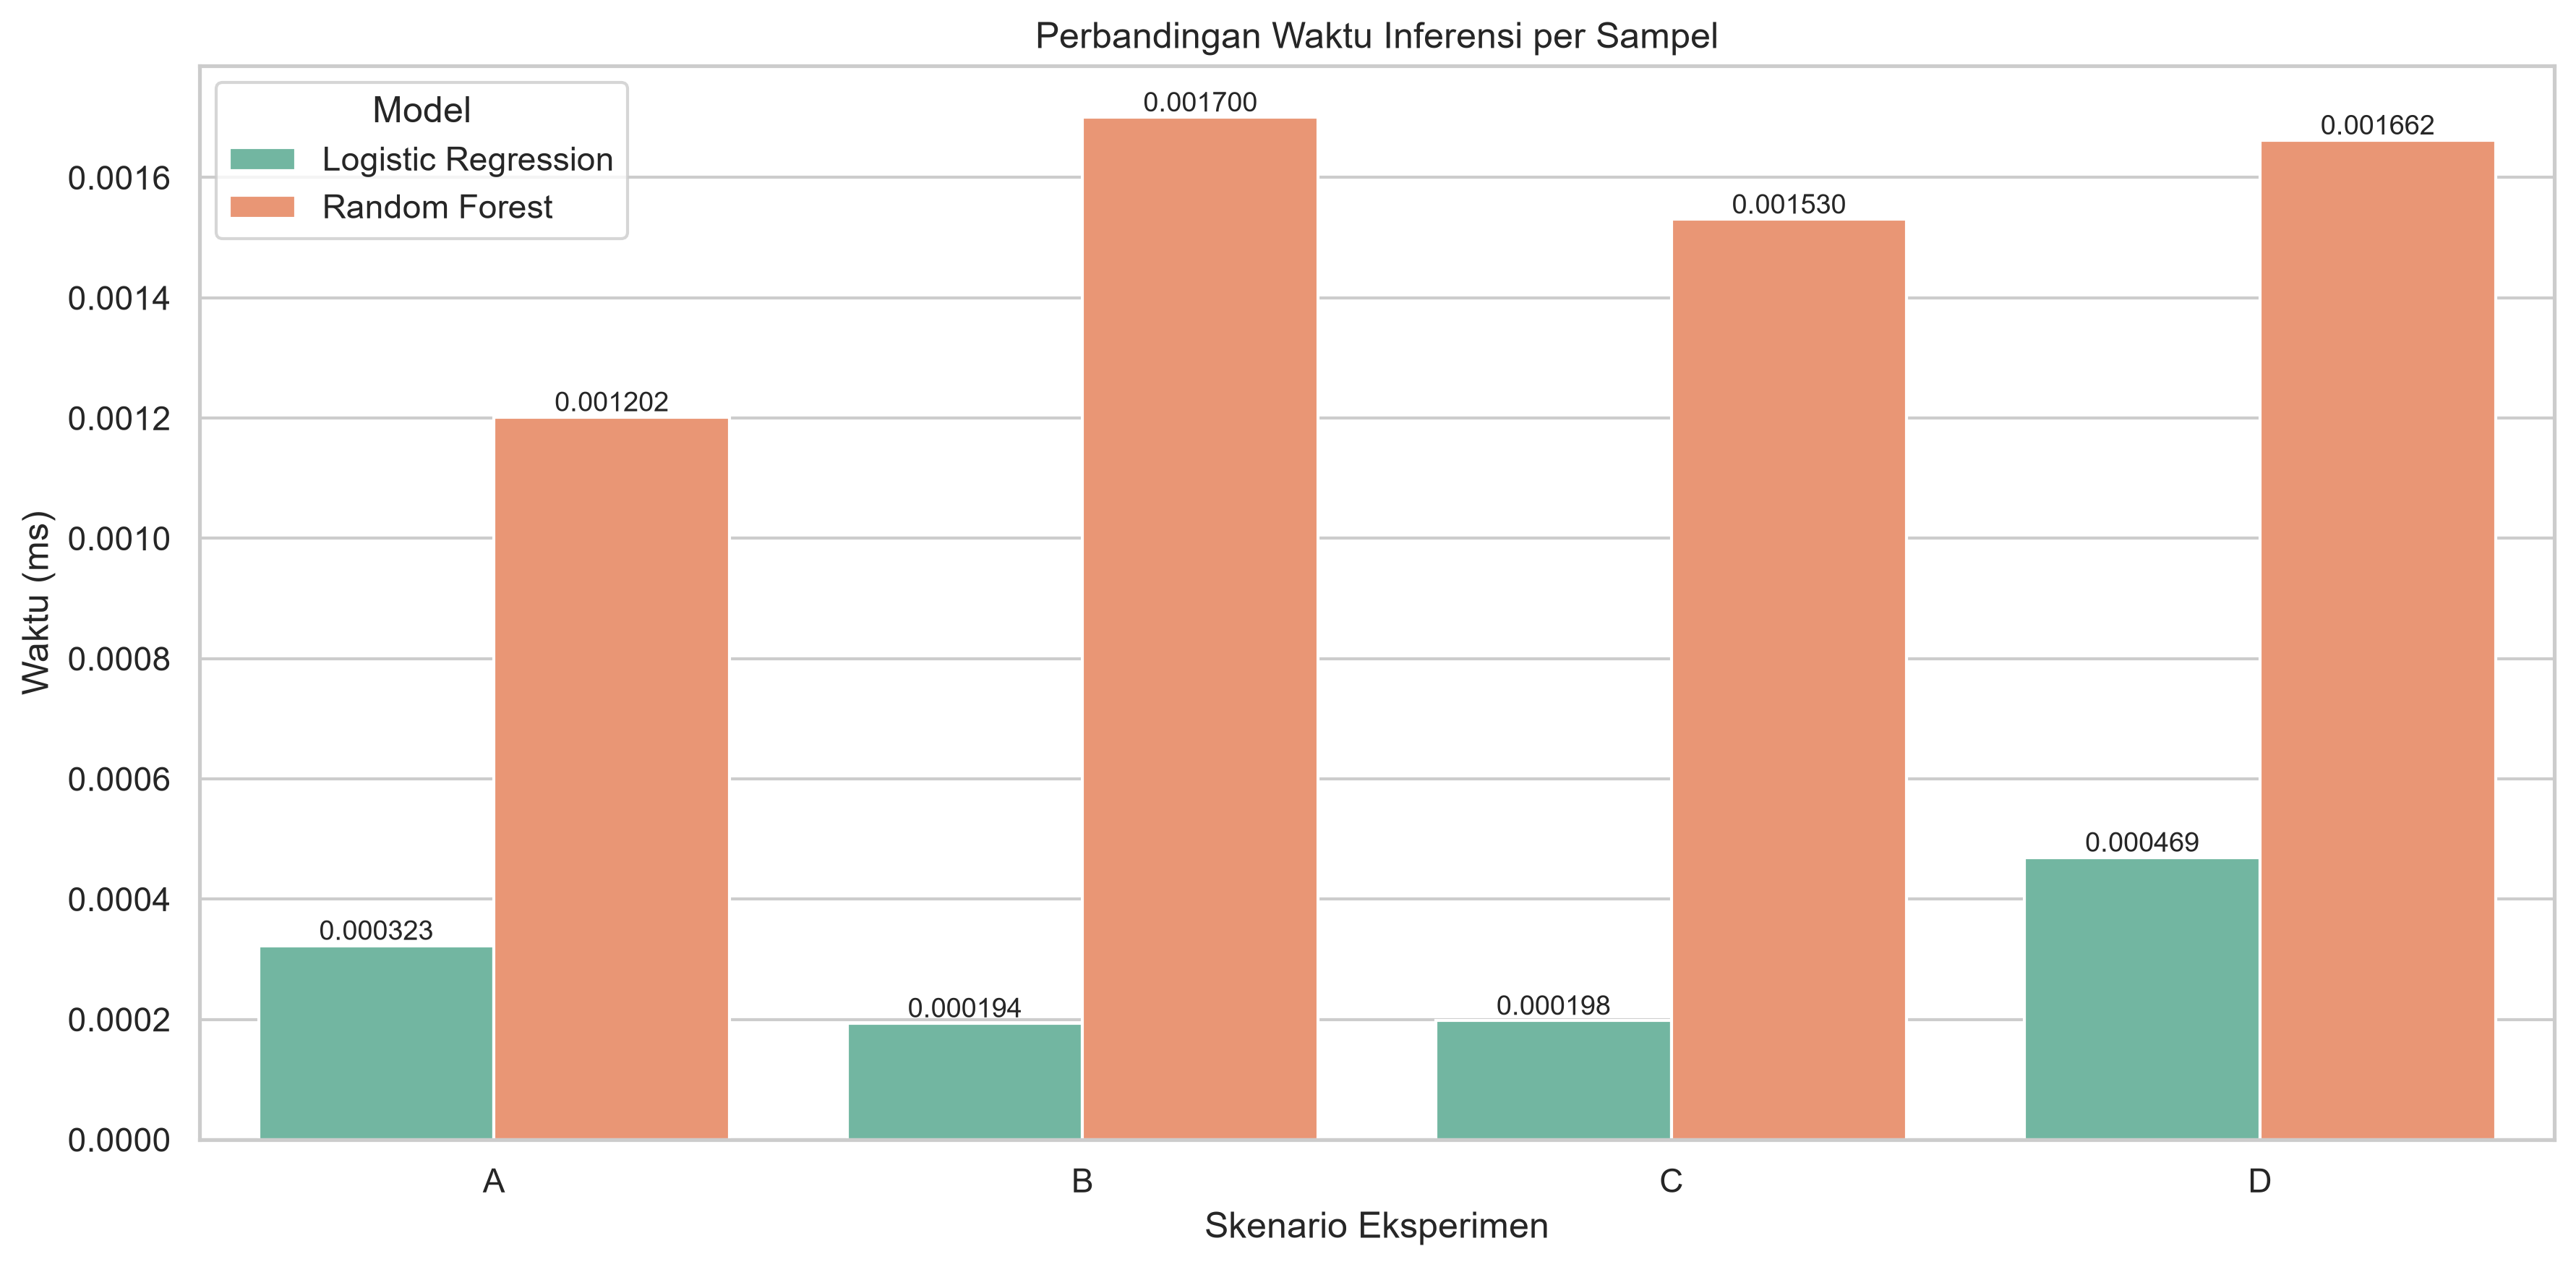 Perbandingan Waktu Inferensi per Sampel
Model
Logistic Regression
Random Forest
Waktu (ms)
0.0016
0.0014
0.0012
0.0010
0.0008
0.0006
0.0004
0.0002
0.0000
0.000323
0.001202
0.000194
0.001700
0.000198
0.001530
0.000469
0.001662
A
B
C
D
Skenario Eksperimen